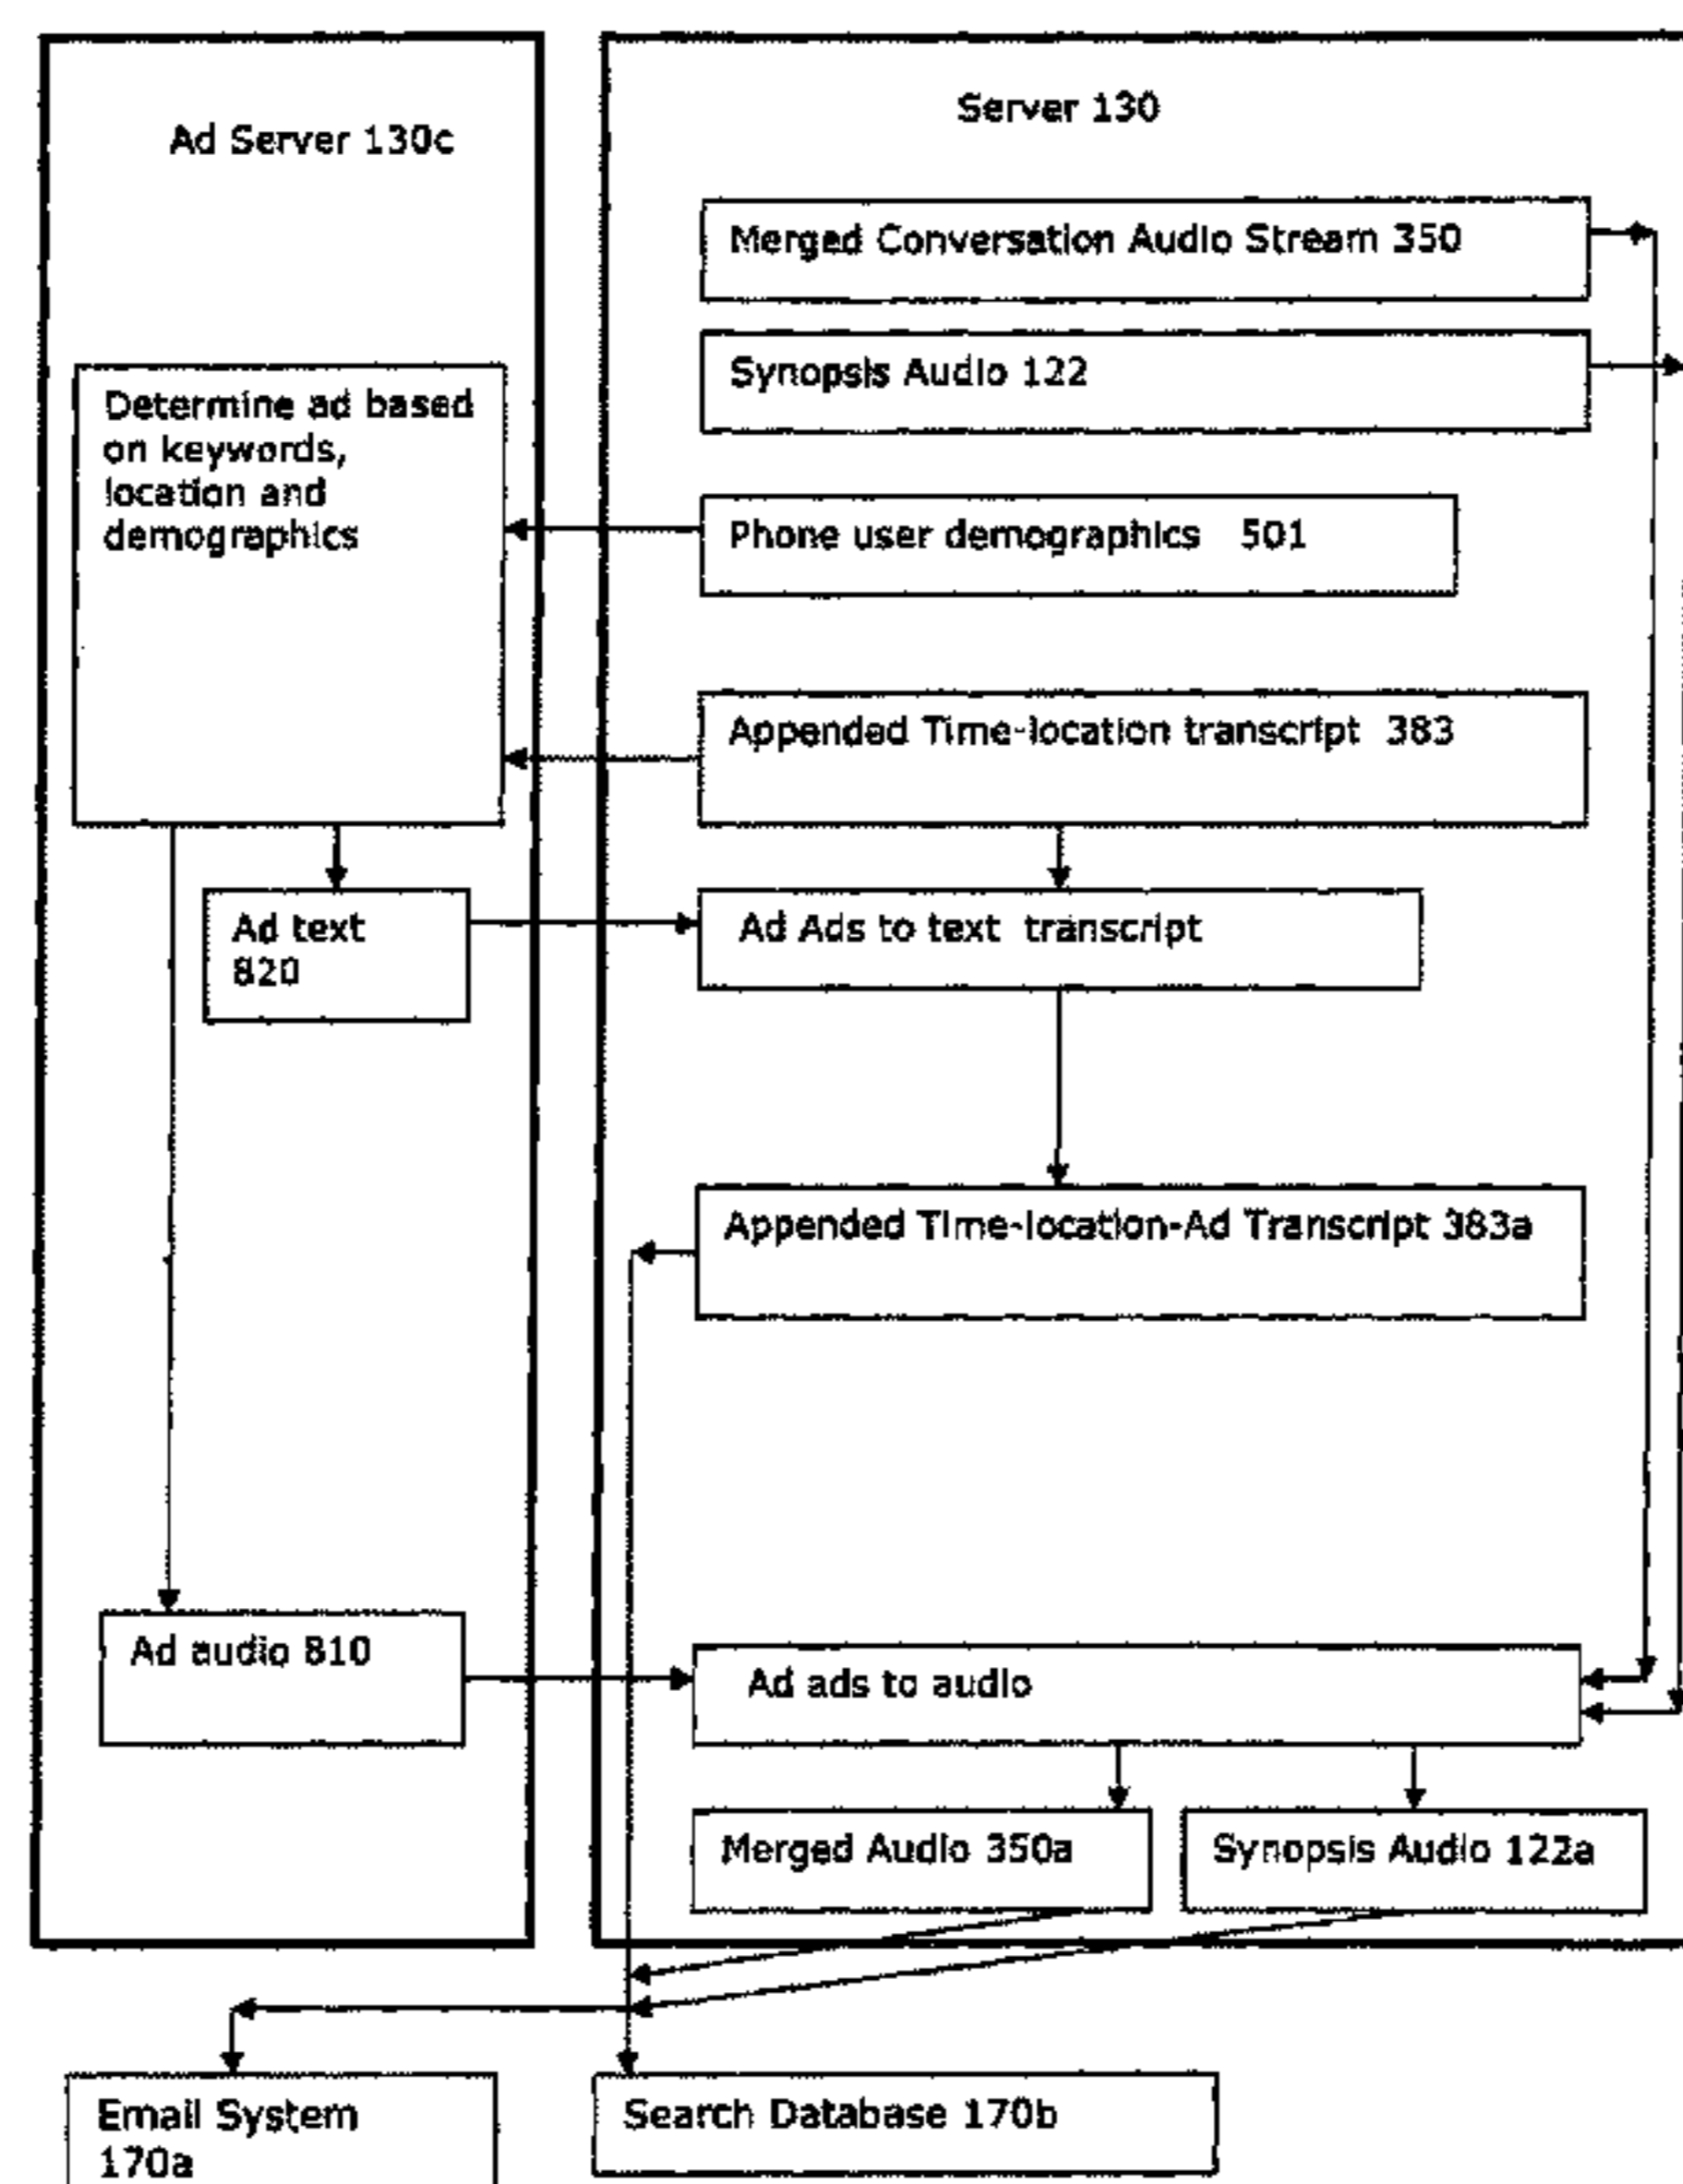 Ad Server 130c
Server 130
Merged Conversation Audio Stream 350
Synopsis Audio 122
Determine ad based
on keywords,
location and
demographics
Phone user demographics 501
Appended Time-location transcript 383
Ad text
820
Ad Ads to text transcript
Appended Time-location-Ad Transcript 383a
Ad audio 810
Ad ads to audio
Merged Audio 350a
Synopsis Audio 122a
Email System
170a
Search Database 170b